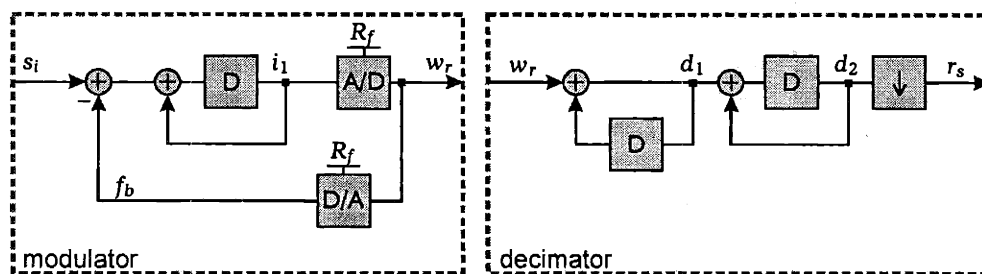 s_i
+
−
+
D
i_1
R_f
A/D
w_r
f_b
R_f
D/A
modulator
w_r
+
d_1
D
+
D
d_2
↓
r_s
decimator